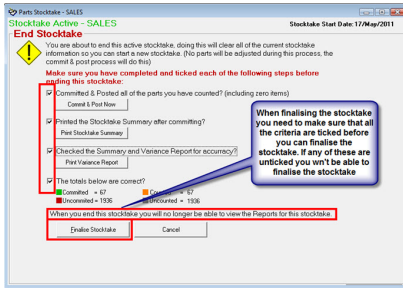 Parts Stocktake - SALES
Stocktake Active - SALES
Stocktake Start Date: 17/May/2011
End Stocktake
You are about to end this active stocktake, doing this will clear all of the current stocktake
information so you can start a new stocktake. (No parts will be adjusted during this process, the
commit & post process will do this)
Make sure you have completed and ticked each of the following steps before
ending this stocktake:
Committed & Posted all of the parts you have counted? (including zero items)
Commit & Post Now
Printed the Stocktake Summary after committing?
Print Stocktake Summary
Checked the Summary and Variance Report for accurracy?
Print Variance Report
The totals below are correct?
Committed = 67
= 67
Uncommited = 1936
Uncounted = 1936
When you end this stocktake you will no longer be able to view the Reports for this stocktake.
Finalise Stocktake
Cancel
When finalising the stocktake
you need to make sure that all
the criteria are ticked before
you can finalise the
stocktake. If any of these are
unticked you wn't be able to
finalise the stocktake